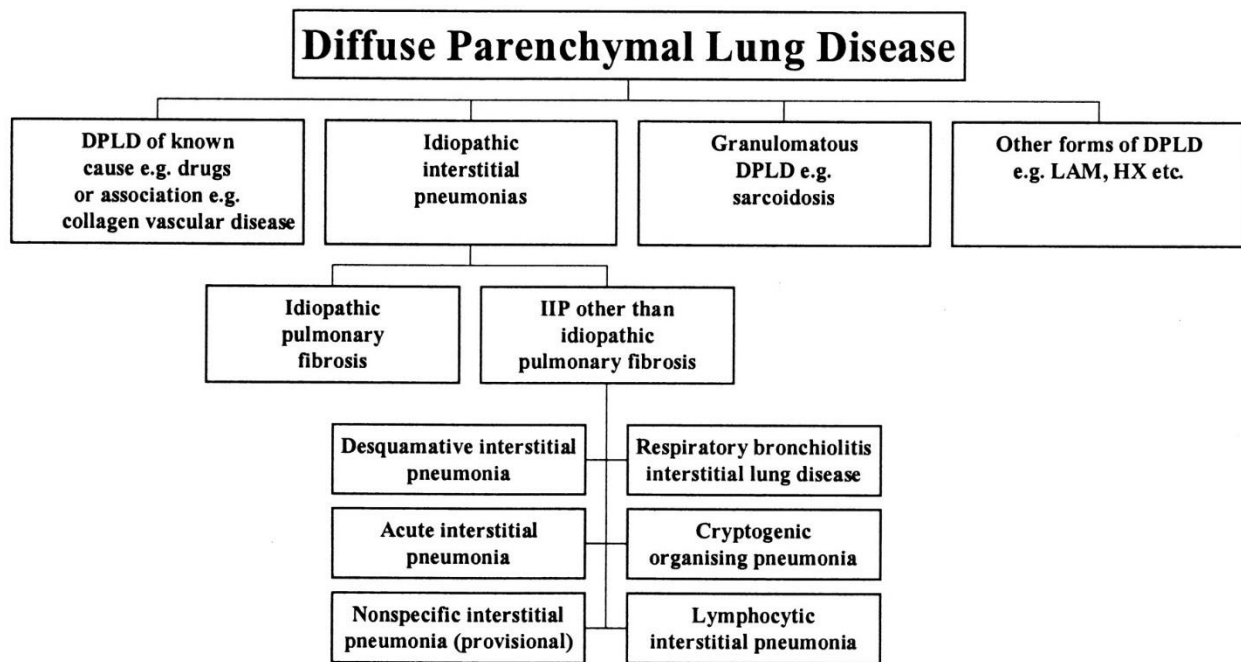 Diffuse Parenchymal Lung Disease
DPLD of known
cause e.g. drugs
or association e.g.
collagen vascular disease
Idiopathic
interstitial
pneumonias
Granulomatous
DPLD e.g.
sarcoidosis
Other forms of DPLD
e.g. LAM, HX etc.
Idiopathic
pulmonary
fibrosis
IIP other than
idiopathic
pulmonary fibrosis
Desquamative interstitial
pneumonia
Respiratory bronchiolitis
interstitial lung disease
Acute interstitial
pneumonia
Cryptogenic
organising pneumonia
Nonspecific interstitial
pneumonia (provisional)
Lymphocytic
interstitial pneumonia